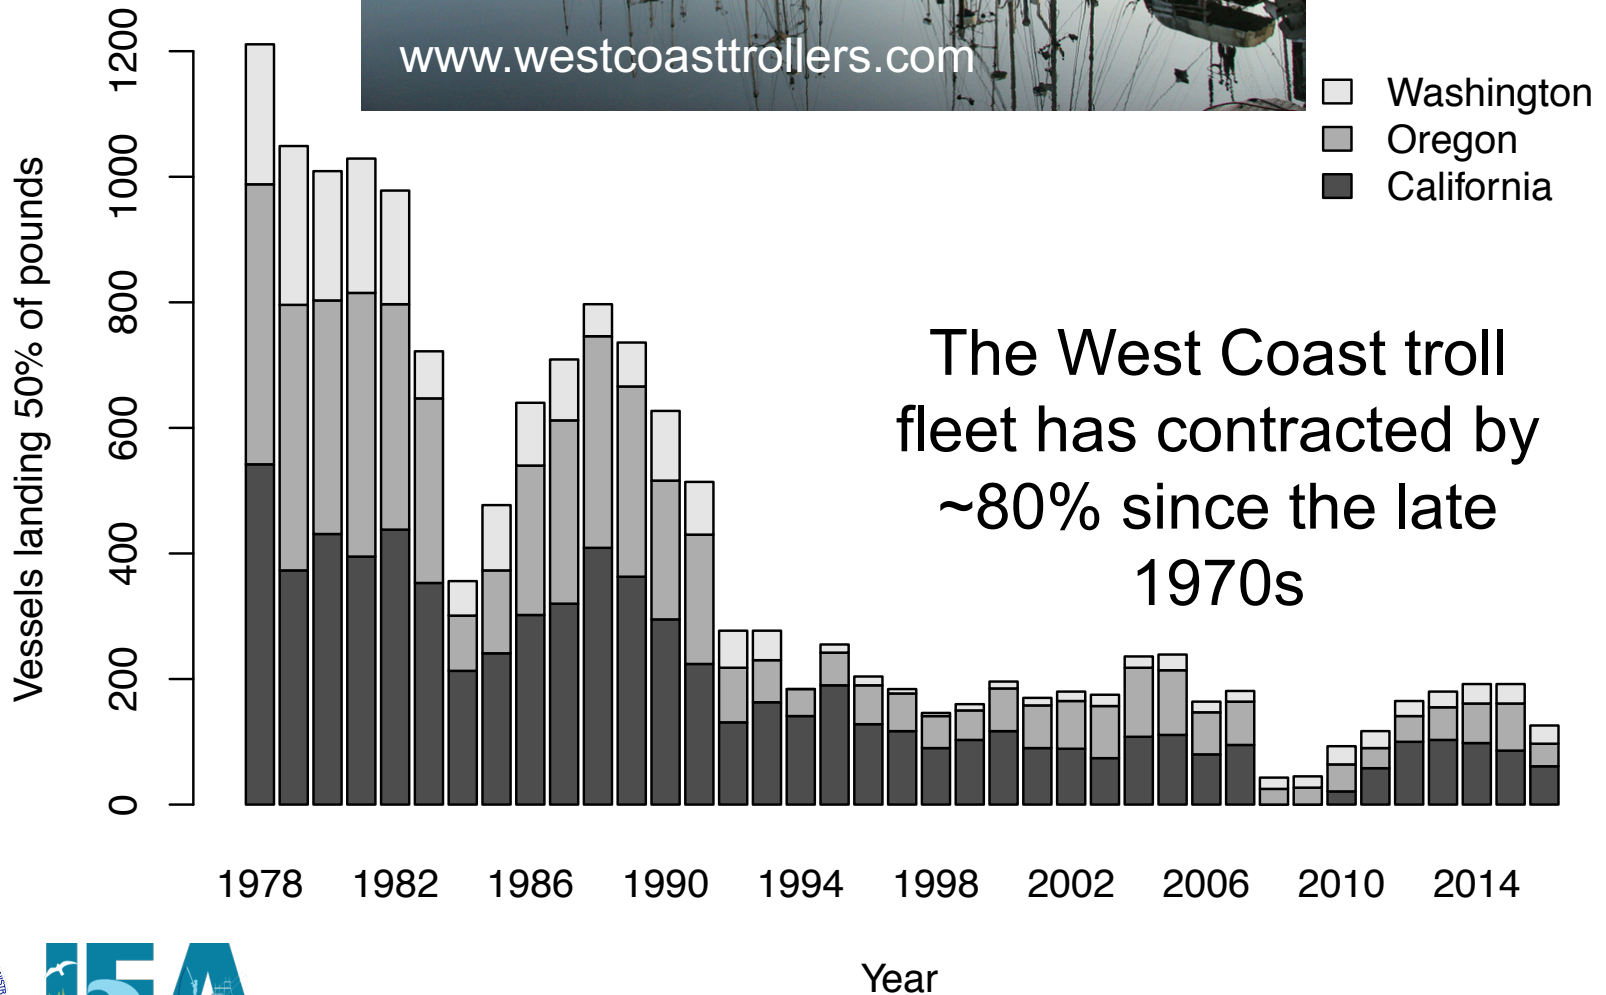 www.westcoasttrollers.com
Washington
Oregon
California
Vessels landing 50% of pounds
1200
1000
800
600
400
200
0
The West Coast troll
fleet has contracted by
~80% since the late
1970s
1978 1982 1986 1990 1994 1998 2002 2006 2010 2014
Year
IEA